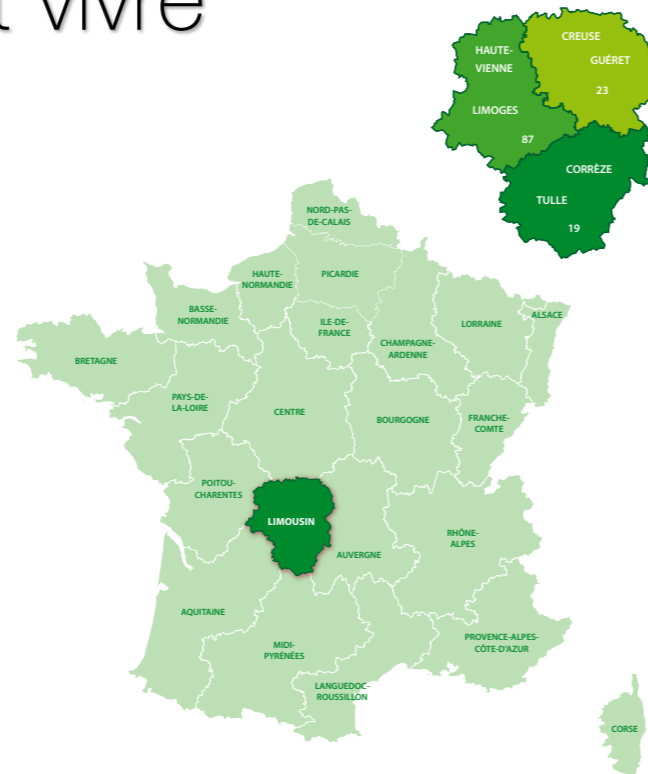 t vivre
HAUTE-
VIENNE
LIMOGES
87
CREUSE
GUÉRET
23
CORRÈZE
TULLE
19
NORD-PAS-
DE-CALAIS
HAUTE-
NORMANDIE
PICARDIE
BASSE-
NORMANDIE
ILE-DE-
FRANCE
CHAMPAGNE-
ARDENNE
LORRAINE
ALSACE
BRETAGNE
PAYS-DE-
LA-LOIRE
CENTRE
BOURGOGNE
FRANCHE-
COMTE
POITOU-
CHARENTES
LIMOUSIN
AUVERGNE
RHÔNE-
ALPES
AQUITAINE
MIDI-
PYRÉNÉES
LANGUEDOC-
ROUSSILLON
PROVENCE-ALPES-
CÔTE-D'AZUR
CORSE